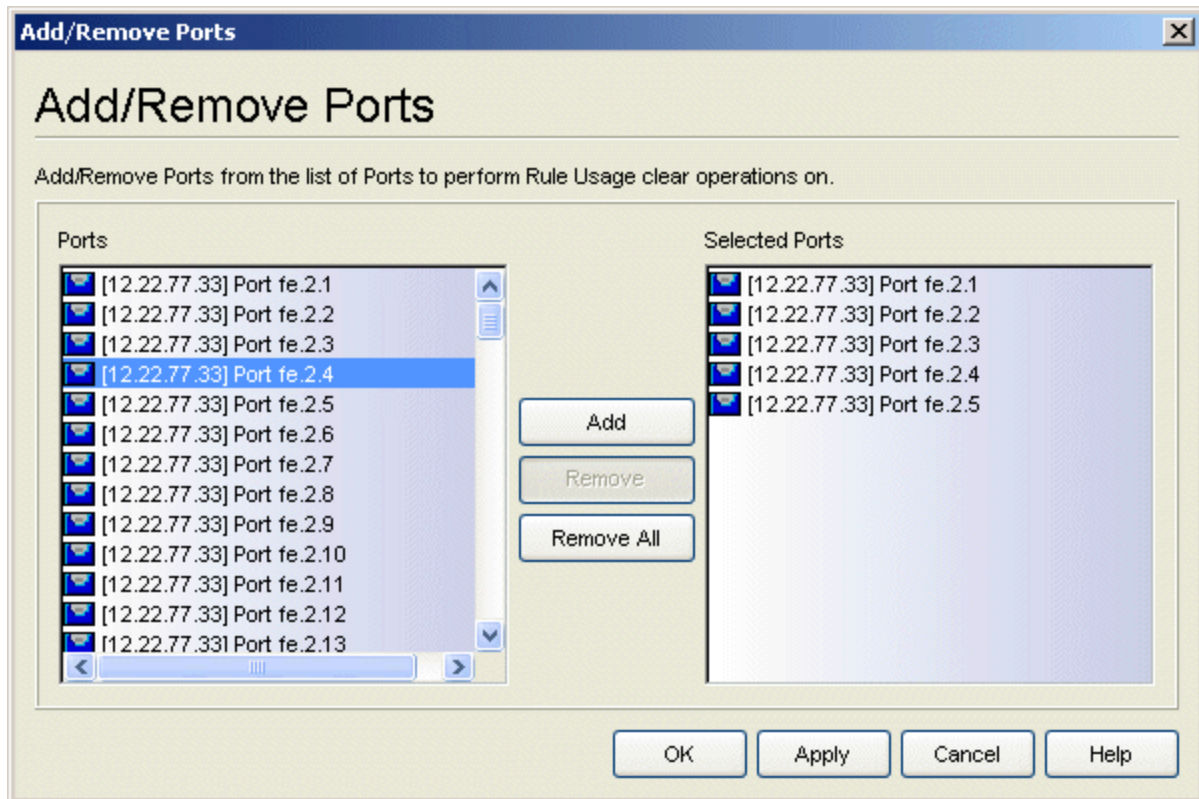 Add/Remove Ports
Add/Remove Ports
Add/Remove Ports from the list of Ports to perform Rule Usage clear operations on.
Ports
[12.22.77.33] Port fe.2.1
[12.22.77.33] Port fe.2.2
[12.22.77.33] Port fe.2.3
[12.22.77.33] Port fe.2.4
[12.22.77.33] Port fe.2.5
[12.22.77.33] Port fe.2.6
[12.22.77.33] Port fe.2.7
[12.22.77.33] Port fe.2.8
[12.22.77.33] Port fe.2.9
[12.22.77.33] Port fe.2.10
[12.22.77.33] Port fe.2.11
[12.22.77.33] Port fe.2.12
[12.22.77.33] Port fe.2.13
Add
Remove
Remove All
Selected Ports
[12.22.77.33] Port fe.2.1
[12.22.77.33] Port fe.2.2
[12.22.77.33] Port fe.2.3
[12.22.77.33] Port fe.2.4
[12.22.77.33] Port fe.2.5
OK
Apply
Cancel
Help